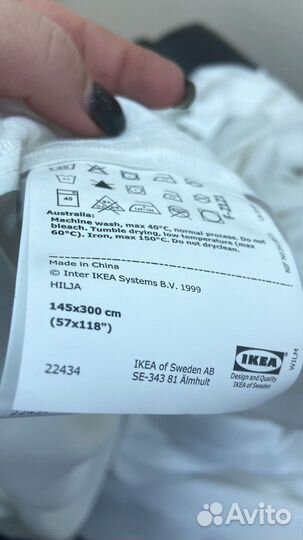 40
Australia:
Machine wash, max 40°C, normal process. Do not
bleach. Tumble drying, low temperature (max
60°C). Iron, max 150°C. Do not dryclean.
Made in China
© Inter IKEA Systems B.V. 1999
HILJA
145x300 cm
(57x118")
22434
IKEA of Sweden AB
SE-343 81 Älmhult
IKEA
Design and Quality
IKEA of Sweden
WILM
Avito